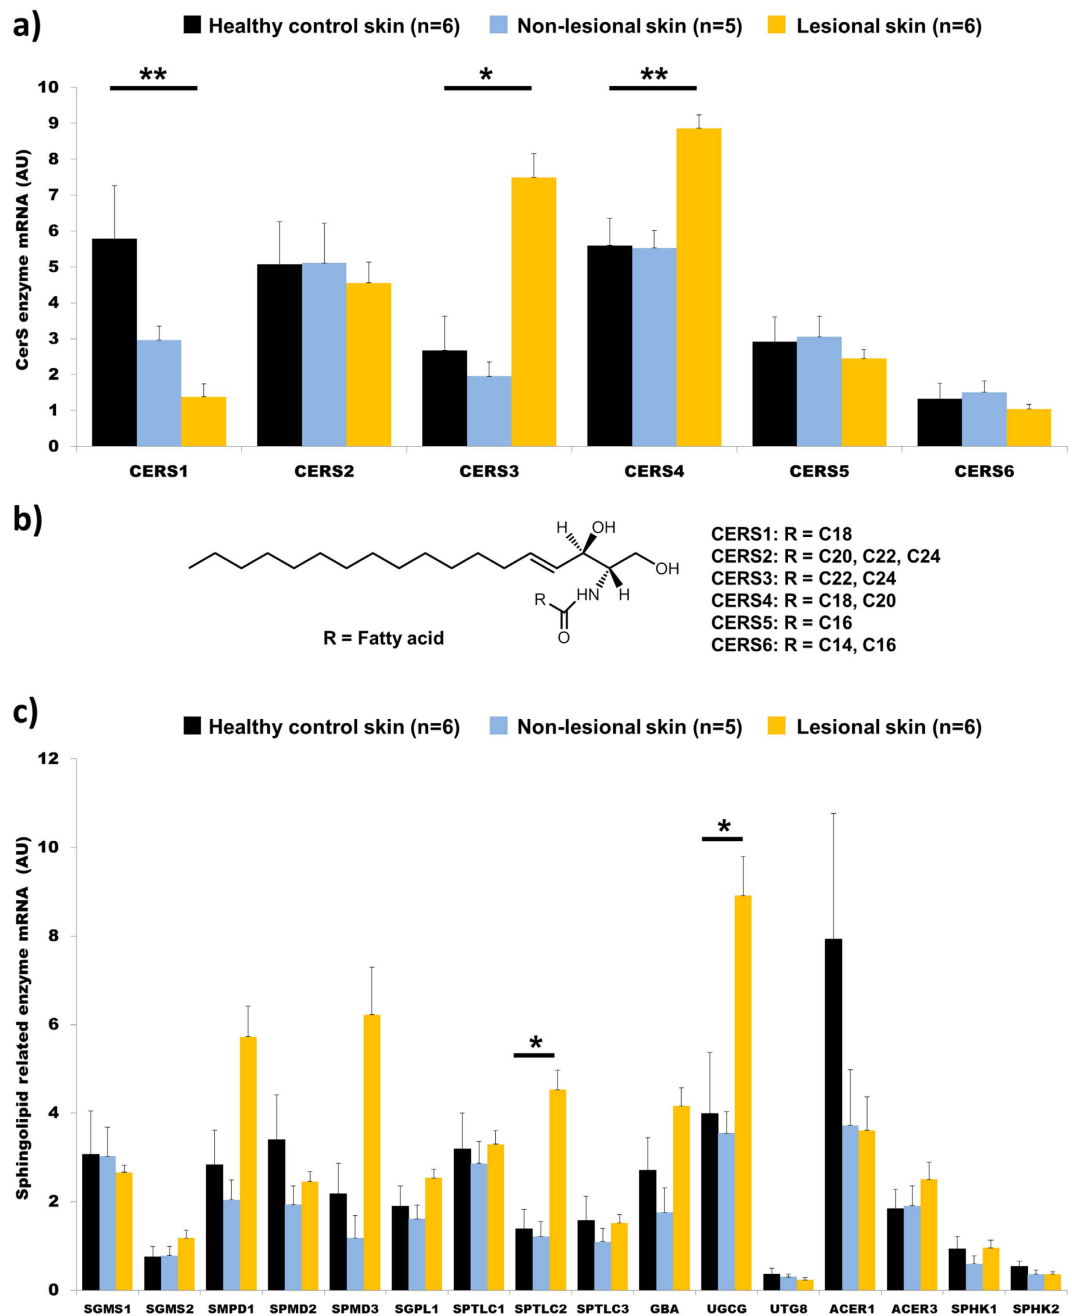 a)
Healthy control skin (n=6) Non-lesional skin (n=5) Lesional skin (n=6)
** * **
CerS enzyme mRNA (AU)
10
9
8
7
6
5
4
3
2
1
0
CERS1 CERS2 CERS3 CERS4 CERS5 CERS6
b)
H OH
OH
HN H
R
O
R = Fatty acid
CERS1: R = C18
CERS2: R = C20, C22, C24
CERS3: R = C22, C24
CERS4: R = C18, C20
CERS5: R = C16
CERS6: R = C14, C16
c)
Healthy control skin (n=6) Non-lesional skin (n=5) Lesional skin (n=6)
Sphingolipid related enzyme mRNA (AU)
12
10
8
6
4
2
0
* *
SGMS1 SGMS2 SMPD1 SPMD2 SPMD3 SGPL1 SPTLC1 SPTLC2 SPTLC3 GBA UGCG UTG8 ACER1 ACER3 SPHK1 SPHK2